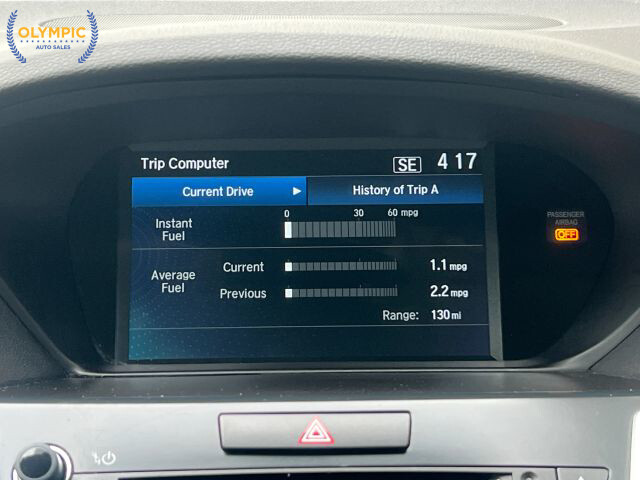 OLYMPIC
AUTO SALES
Trip Computer SE 4 17
Current Drive History of Trip A
0 30 60 mpg
Instant
Fuel
PASSENGER
AIRBAG
OFF
Average
Fuel
Current 1.1 mpg
Previous 2.2 mpg
Range: 130 mi